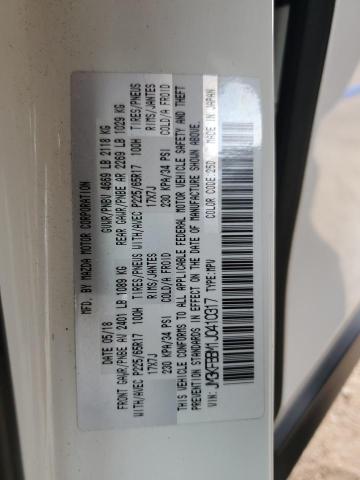 MFD. BY MAZDA MOTOR CORPORATION
05/18 GVWR/PNBV 4669 LB 2118 KG
FRONT GAWR/PNBE AV 2401 LB 1089 KG REAR GAWR/PNBE AR 2269 LB 1029 KG
WITH/AVEC P225/65R17 100H TIRES/PNEUS WITH/AVEC P225/65R17 100H TIRES/PNEUS
17X7J RIMS/JANTES 17X7J RIMS/JANTES
230 KPA/34 PSI COLD/A FROID 230 KPA/34 PSI COLD/A FROID
THIS VEHICLE CONFORMS TO ALL APPLICABLE FEDERAL MOTOR VEHICLE SAFETY AND THEFT
PREVENTION STANDARDS IN EFFECT ON THE DATE OF MANUFACTURE SHOWN ABOVE.
VIN: TYPE:MPV COLOR CODE 25D MADE IN JAPAN